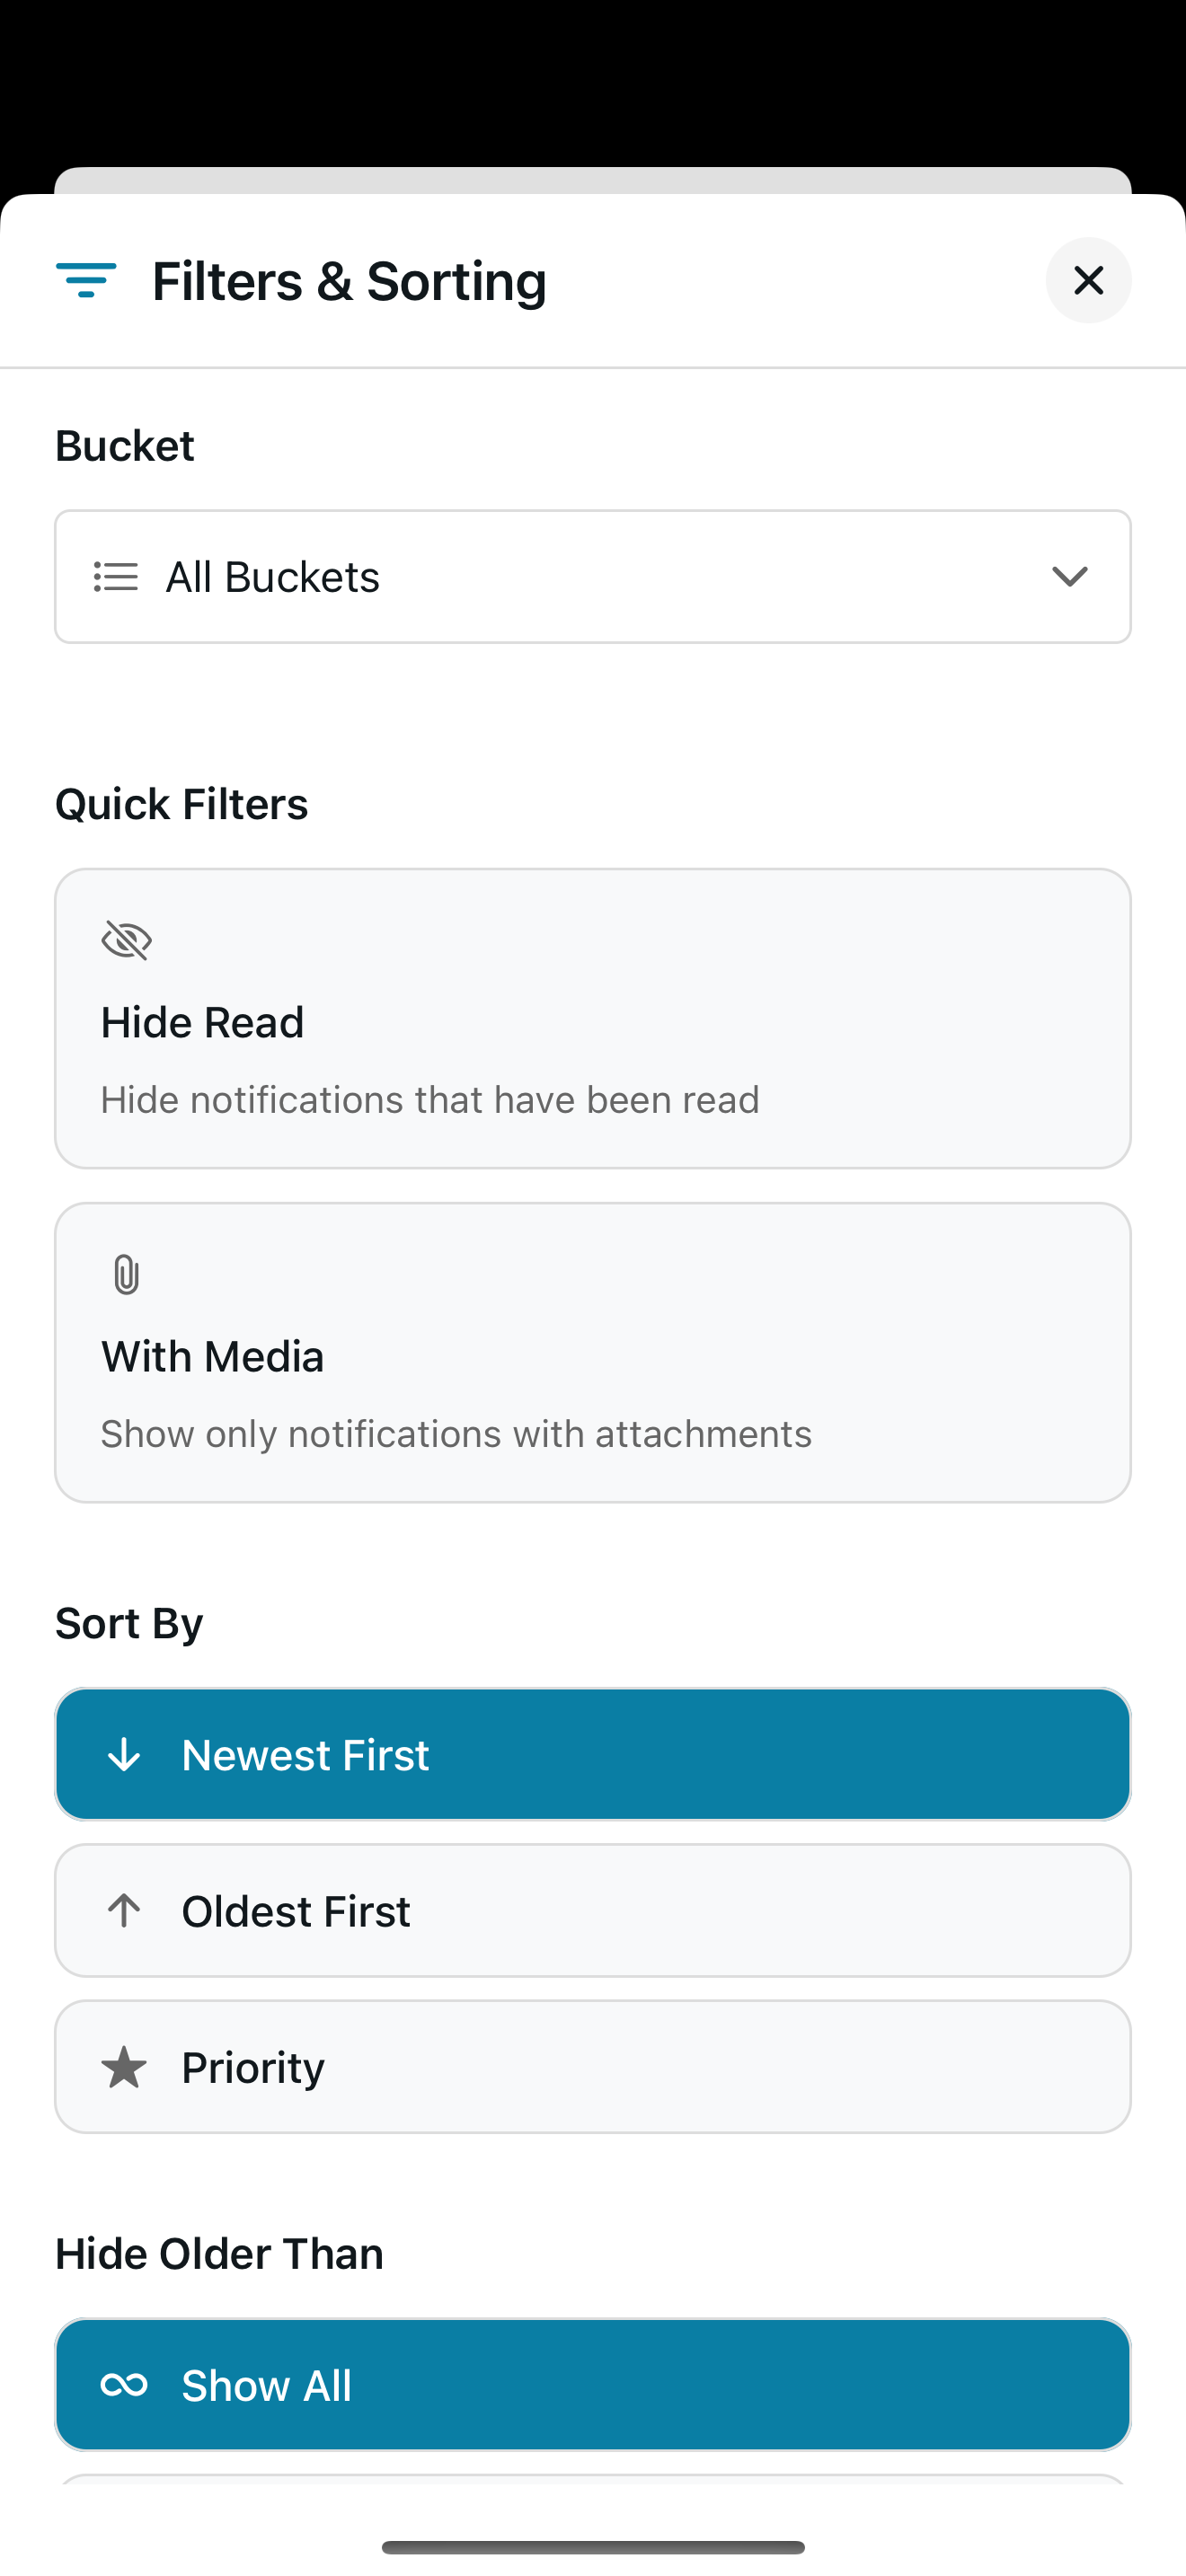 Filters & Sorting
Bucket
All Buckets
Quick Filters
Hide Read
Hide notifications that have been read
With Media
Show only notifications with attachments
Sort By
Newest First
Oldest First
Priority
Hide Older Than
Show All